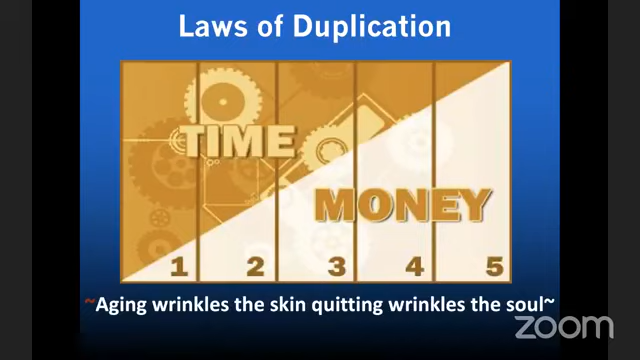 Laws of Duplication
TIME
MONEY
1 2 3 4 5
~Aging wrinkles the skin quitting wrinkles the soul~
zoom